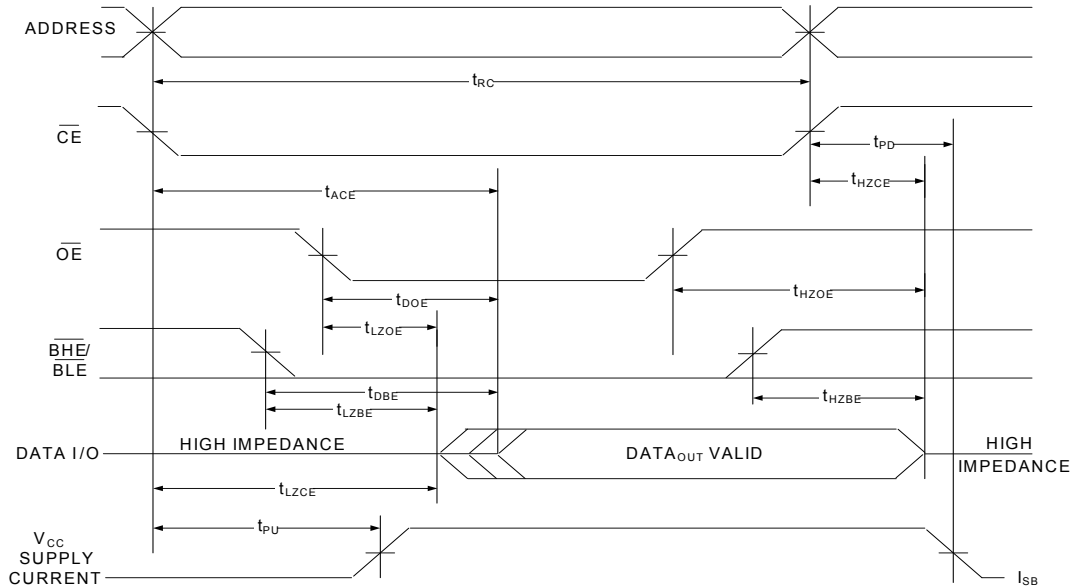 ADDRESS
tRC
CE
tPD
tHZCE
tACE
OE
tHZOE
tDOE
tLZOE
BHE/
BLE
tDBE
tHZBE
tLZBE
DATA I/O
HIGH IMPEDANCE
DATAOUT VALID
HIGH
IMPEDANCE
tLZCE
tPU
VCC
SUPPLY
CURRENT
ISB